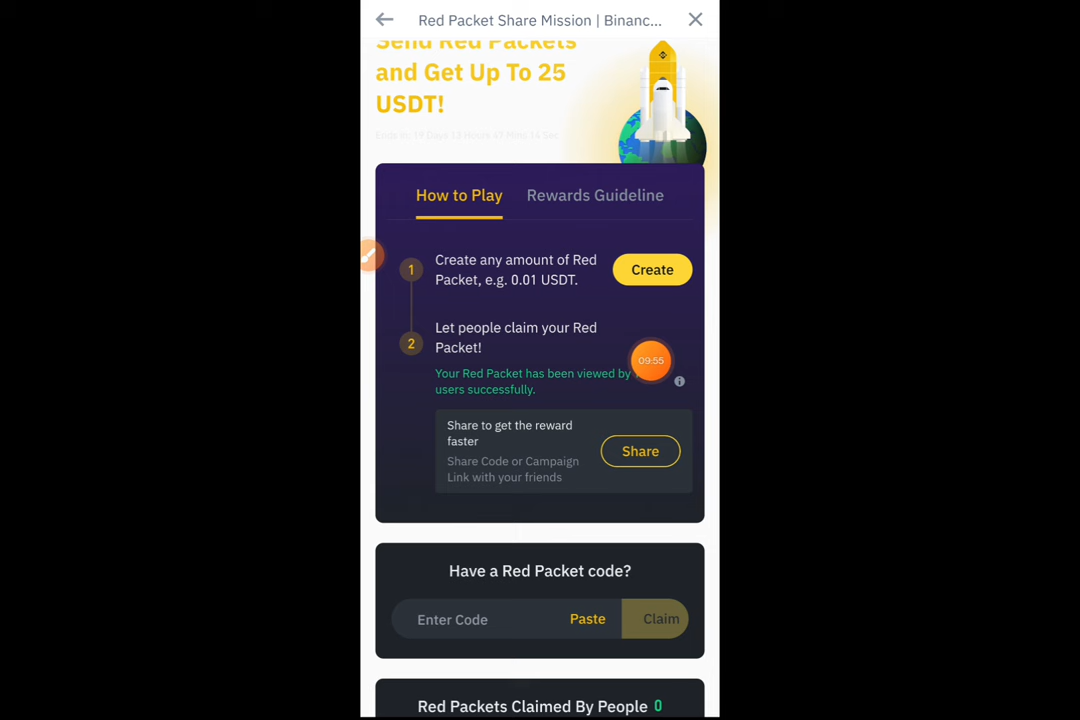 Red Packet Share Mission | Binanc...
Send Red Packets
and Get Up To 25
USDT!
How to Play
Rewards Guideline
1
Create any amount of Red
Packet, e.g. 0.01 USDT.
Create
2
Let people claim your Red
Packet!
Your Red Packet has been viewed by
users successfully.
09:55
Share to get the reward
faster
Share Code or Campaign
Link with your friends
Share
Have a Red Packet code?
Enter Code
Paste
Claim
Red Packets Claimed By People 0